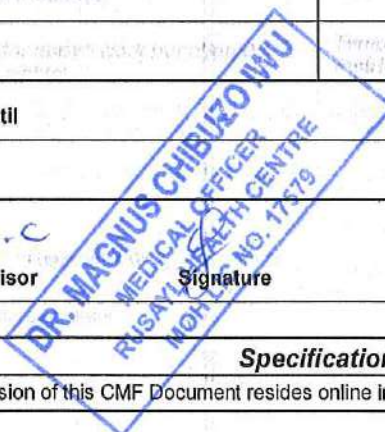 til
DR. MAGNUS CHIBUZO IWU
MEDICAL OFFICER
RUSAYL HEALTH CENTRE
MOH LIC NO. 17579
isor Signature
Specification
sion of this CMF Document resides online i